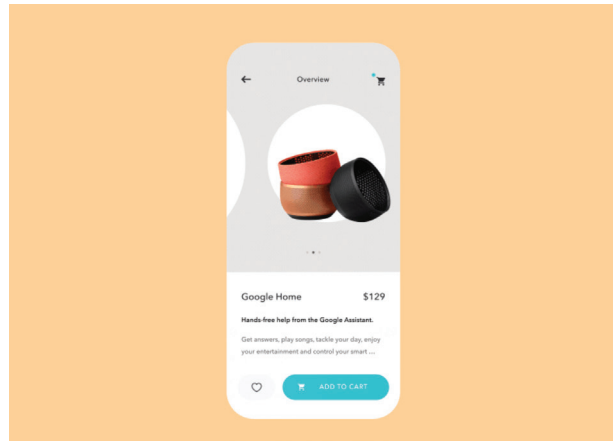 Overview
Google Home
$129
Hands-free help from the Google Assistant.
Get answers, play songs, tackle your day, enjoy
your entertainment and control your smart ...
ADD TO CART